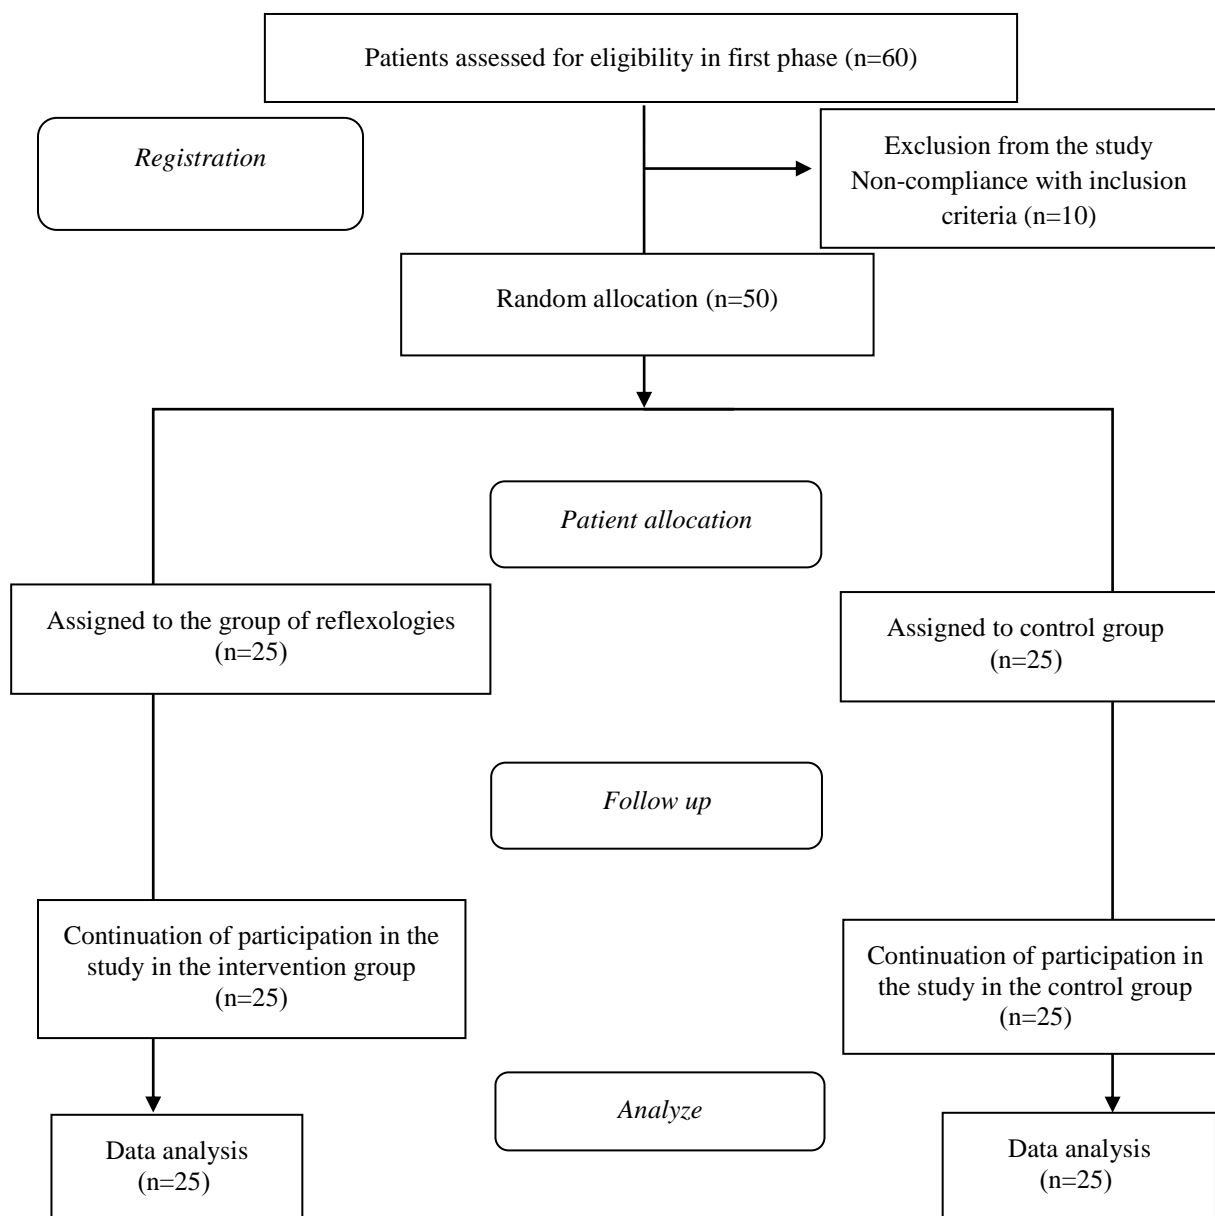 Patients assessed for eligibility in first phase (n=60)
Registration
Exclusion from the study
Non-compliance with inclusion
criteria (n=10)
Random allocation (n=50)
Patient allocation
Assigned to the group of reflexologies
(n=25)
Assigned to control group
(n=25)
Follow up
Continuation of participation in the
study in the intervention group
(n=25)
Continuation of participation in
the study in the control group
(n=25)
Analyze
Data analysis
(n=25)
Data analysis
(n=25)